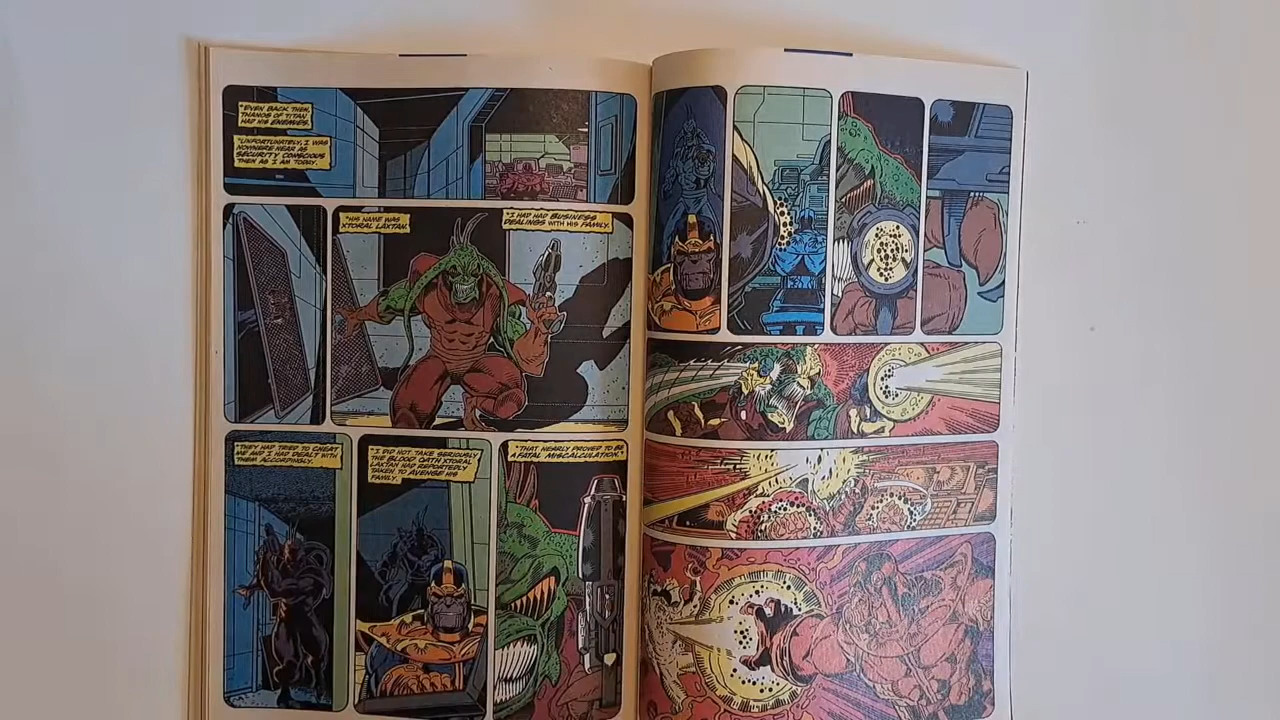 "EVEN BACK THEN,
THANOS OF TITAN
HAD HIS ENEMIES.
"UNFORTUNATELY, I WAS
NOWHERE NEAR AS
SECURITY CONSCIOUS
THEN AS I AM TODAY.
"HIS NAME WAS
XTORAL LAXTAN.
"I HAD HAD BUSINESS
DEALINGS WITH HIS FAMILY.
"THEY HAD TRIED TO CHEAT
ME AND I HAD DEALT WITH
THEM ACCORDINGLY.
"I DID NOT TAKE SERIOUSLY
THE BLOOD OATH XTORAL
LAXTAN HAD REPORTEDLY
TAKEN, TO AVENGE HIS
FAMILY.
"THAT NEARLY PROVED TO BE
A FATAL MISCALCULATION."